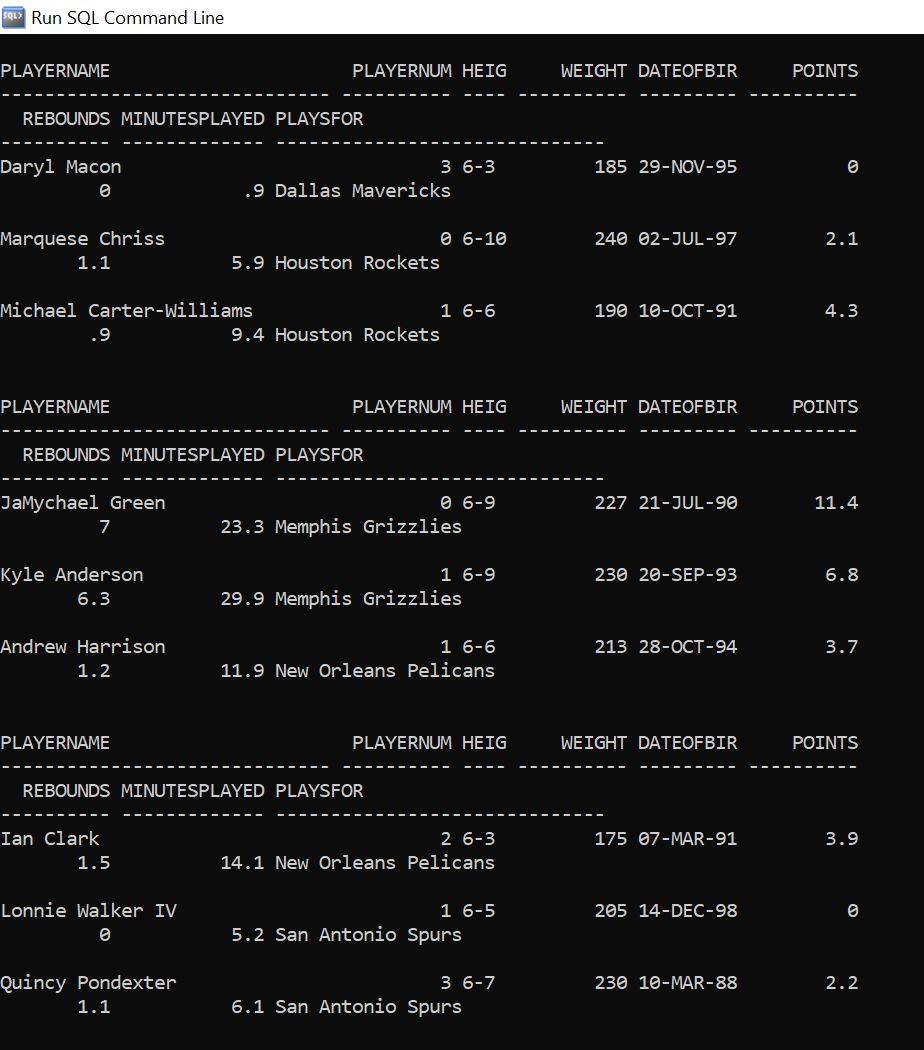 SQL>
Run SQL Command Line
PLAYERNAME                      PLAYERNUM HEIG     WEIGHT DATEOFBIR     POINTS
------------------------------ ---------- ---- ---------- --------- ----------
  REBOUNDS MINUTESPLAYED PLAYSFOR
---------- ------------- ------------------------------
Daryl Macon                             3 6-3         185 29-NOV-95          0
         0            .9 Dallas Mavericks
Marquese Chriss                         0 6-10        240 02-JUL-97        2.1
       1.1           5.9 Houston Rockets
Michael Carter-Williams                 1 6-6         190 10-OCT-91        4.3
        .9           9.4 Houston Rockets
PLAYERNAME                      PLAYERNUM HEIG     WEIGHT DATEOFBIR     POINTS
------------------------------ ---------- ---- ---------- --------- ----------
  REBOUNDS MINUTESPLAYED PLAYSFOR
---------- ------------- ------------------------------
JaMychael Green                         0 6-9         227 21-JUL-90       11.4
         7          23.3 Memphis Grizzlies
Kyle Anderson                           1 6-9         230 20-SEP-93        6.8
       6.3          29.9 Memphis Grizzlies
Andrew Harrison                         1 6-6         213 28-OCT-94        3.7
       1.2          11.9 New Orleans Pelicans
PLAYERNAME                      PLAYERNUM HEIG     WEIGHT DATEOFBIR     POINTS
------------------------------ ---------- ---- ---------- --------- ----------
  REBOUNDS MINUTESPLAYED PLAYSFOR
---------- ------------- ------------------------------
Ian Clark                               2 6-3         175 07-MAR-91        3.9
       1.5          14.1 New Orleans Pelicans
Lonnie Walker IV                        1 6-5         205 14-DEC-98          0
         0           5.2 San Antonio Spurs
Quincy Pondexter                        3 6-7         230 10-MAR-88        2.2
       1.1           6.1 San Antonio Spurs